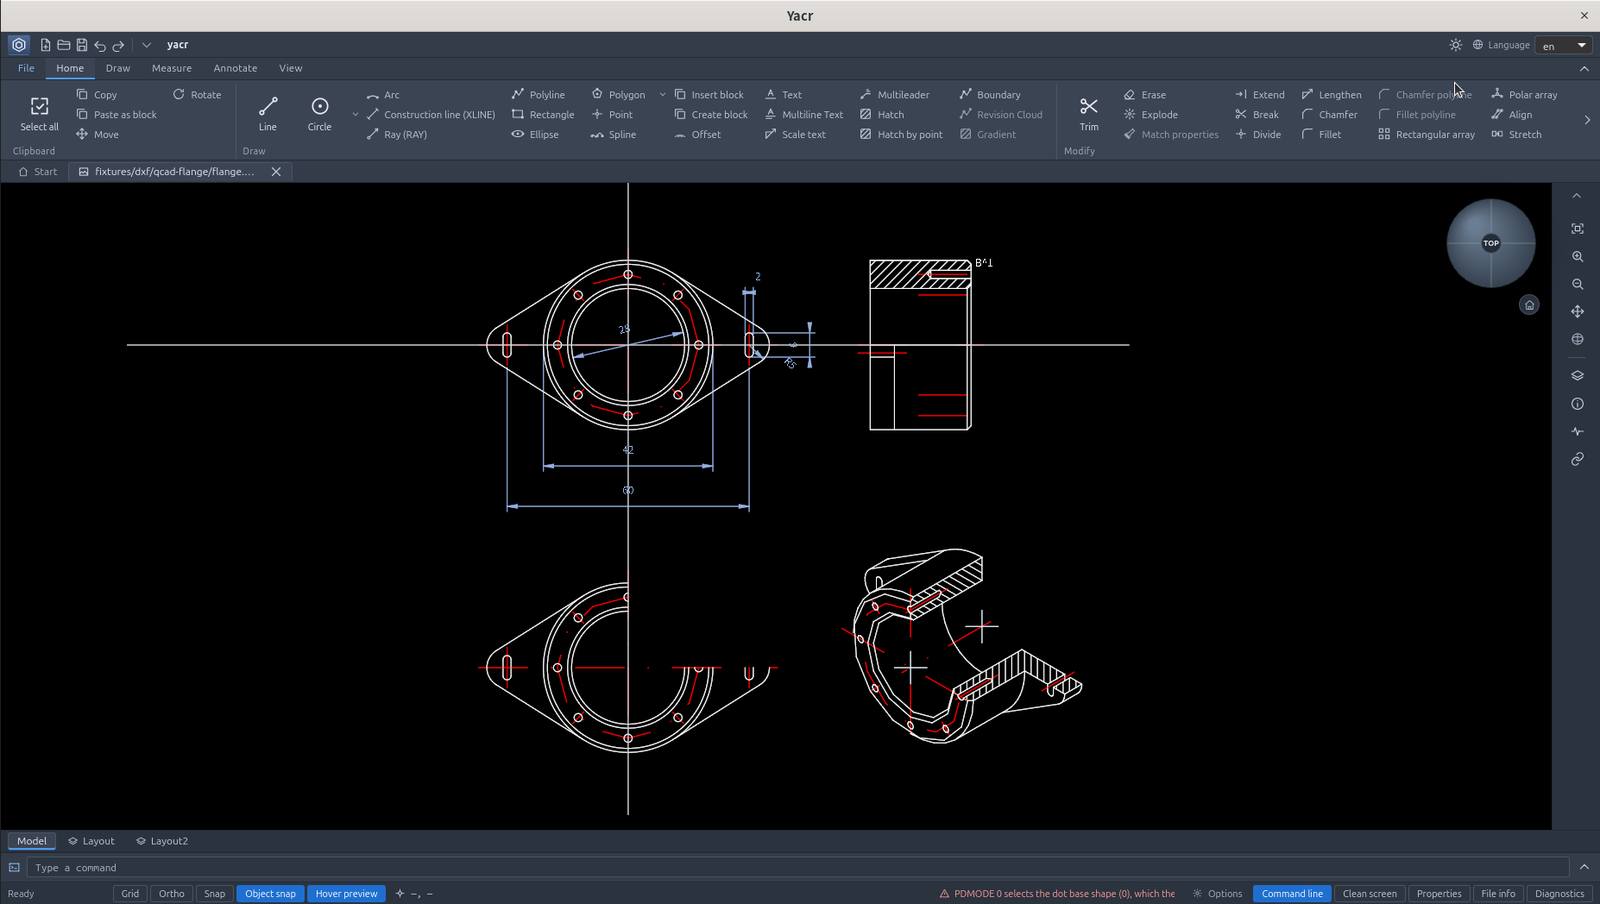 Yacr
yacr
Language en
File Home Draw Measure Annotate View
Select all
Copy
Paste as block
Move
Rotate
Clipboard
Line
Circle
Arc
Construction line (XLINE)
Ray (RAY)
Polyline
Rectangle
Ellipse
Polygon
Point
Spline
Insert block
Create block
Offset
Text
Multiline Text
Scale text
Multileader
Hatch
Hatch by point
Boundary
Revision Cloud
Gradient
Draw
Trim
Erase
Explode
Match properties
Extend
Break
Divide
Lengthen
Chamfer
Fillet
Chamfer polyline
Fillet polyline
Rectangular array
Polar array
Align
Stretch
Modify
Start
fixtures/dxf/qcad-flange/flange....
TOP
2
28
R5
42
60
Model Layout Layout2
Type a command
Ready Grid Ortho Snap Object snap Hover preview –, –
PDMODE 0 selects the dot base shape (0), which the
Options Command line Clean screen Properties File info Diagnostics